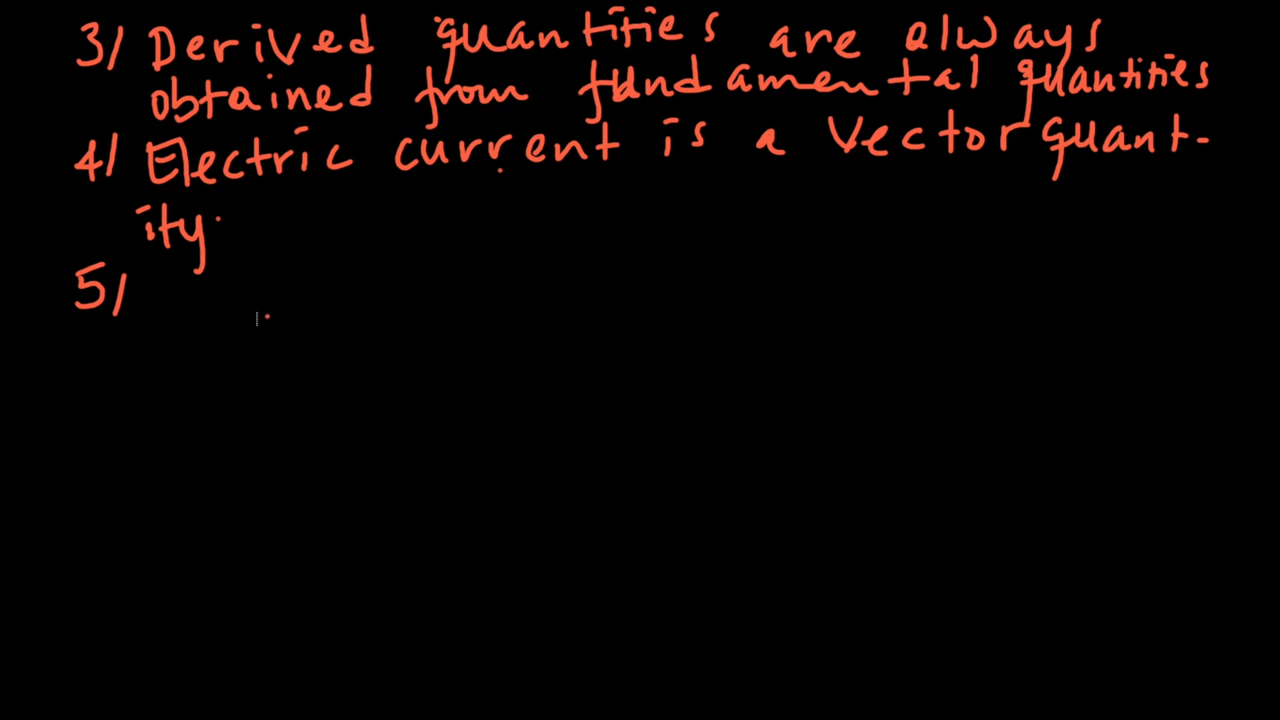 3/ Derived quantities are always
obtained from fundamental quantities
4/ Electric current is a vector quant-
ity.
5/